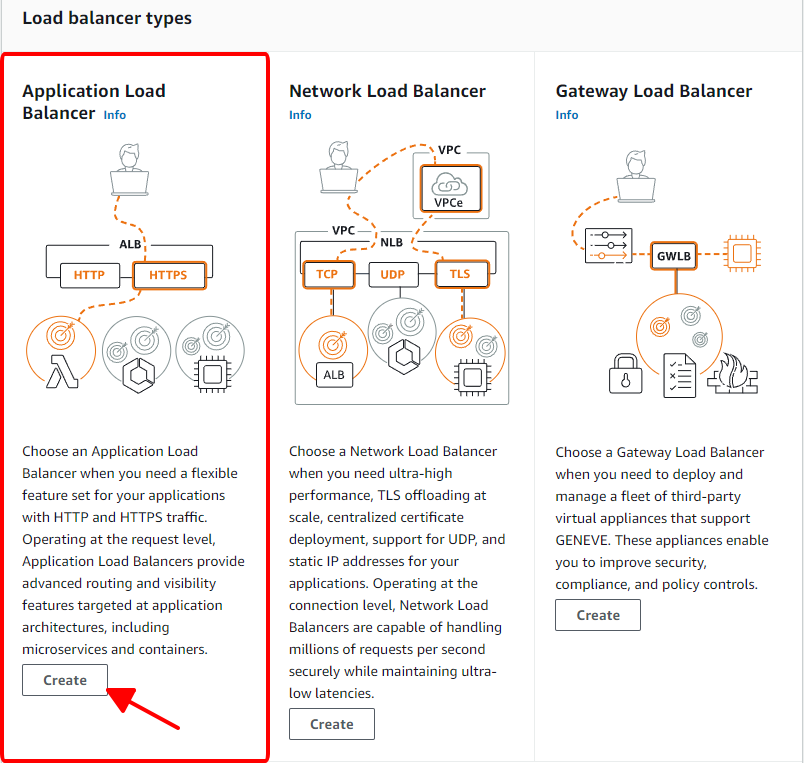 Load balancer types
Application Load
Balancer Info
ALB
HTTP
HTTPS
Choose an Application Load
Balancer when you need a flexible
feature set for your applications
with HTTP and HTTPS traffic.
Operating at the request level,
Application Load Balancers provide
advanced routing and visibility
features targeted at application
architectures, including
microservices and containers.
Create
Network Load Balancer
Info
VPC
VPCe
VPC
NLB
TCP
UDP
TLS
ALB
Choose a Network Load Balancer
when you need ultra-high
performance, TLS offloading at
scale, centralized certificate
deployment, support for UDP, and
static IP addresses for your
applications. Operating at the
connection level, Network Load
Balancers are capable of handling
millions of requests per second
securely while maintaining ultra-
low latencies.
Create
Gateway Load Balancer
Info
GWLB
Choose a Gateway Load Balancer
when you need to deploy and
manage a fleet of third-party
virtual appliances that support
GENEVE. These appliances enable
you to improve security,
compliance, and policy controls.
Create